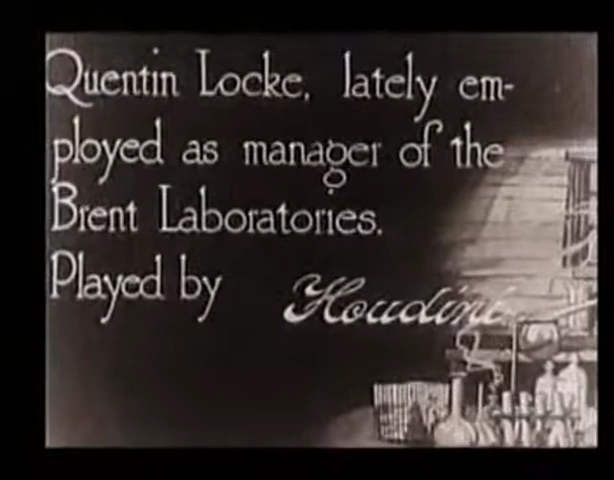 Quentin Locke, lately em-
ployed as manager of the
Brent Laboratories.
Played by Houdini